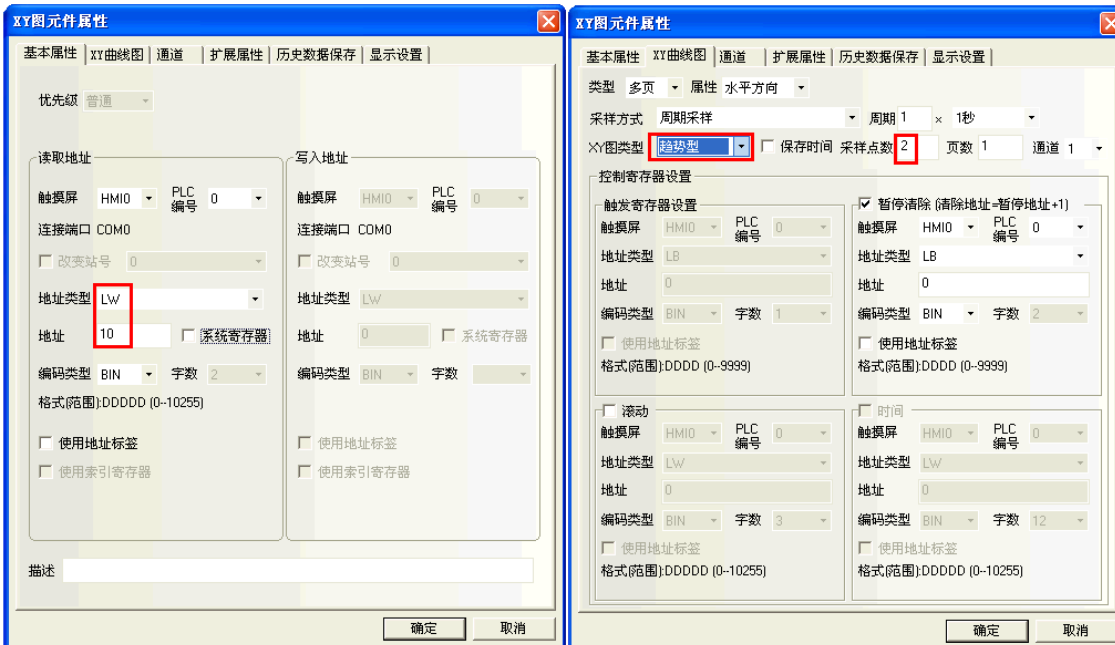 XY图元件属性
基本属性 XY曲线图 通道 扩展属性 历史数据保存 显示设置
优先级 普通
读取地址
触摸屏 HMI0 PLC编号 0
连接端口 COM0
改变站号 0
地址类型 LW
地址 10 系统寄存器
编码类型 BIN 字数 2
格式(范围):DDDDD (0--10255)
使用地址标签
使用索引寄存器
写入地址
触摸屏 HMI0 PLC编号 0
连接端口 COM0
改变站号 0
地址类型 LW
地址 0 系统寄存器
编码类型 BIN 字数
使用地址标签
使用索引寄存器
描述
确定 取消
XY图元件属性
基本属性 XY曲线图 通道 扩展属性 历史数据保存 显示设置
类型 多页 属性 水平方向
采样方式 周期采样 周期 1 × 1秒
XY图类型 趋势型 保存时间 采样点数 2 页数 1 通道 1
控制寄存器设置
触发寄存器设置
触摸屏 HMI0 PLC编号 0
地址类型 LB
地址 0
编码类型 BIN 字数 1
使用地址标签
格式(范围):DDDD (0--9999)
暂停清除 (清除地址=暂停地址+1)
触摸屏 HMI0 PLC编号 0
地址类型 LB
地址 0
编码类型 BIN 字数 2
使用地址标签
格式(范围):DDDD (0--9999)
滚动
触摸屏 HMI0 PLC编号 0
地址类型 LW
地址 0
编码类型 BIN 字数 3
使用地址标签
格式(范围):DDDDD (0--10255)
时间
触摸屏 HMI0 PLC编号 0
地址类型 LW
地址 0
编码类型 BIN 字数 12
使用地址标签
格式(范围):DDDDD (0--10255)
确定 取消